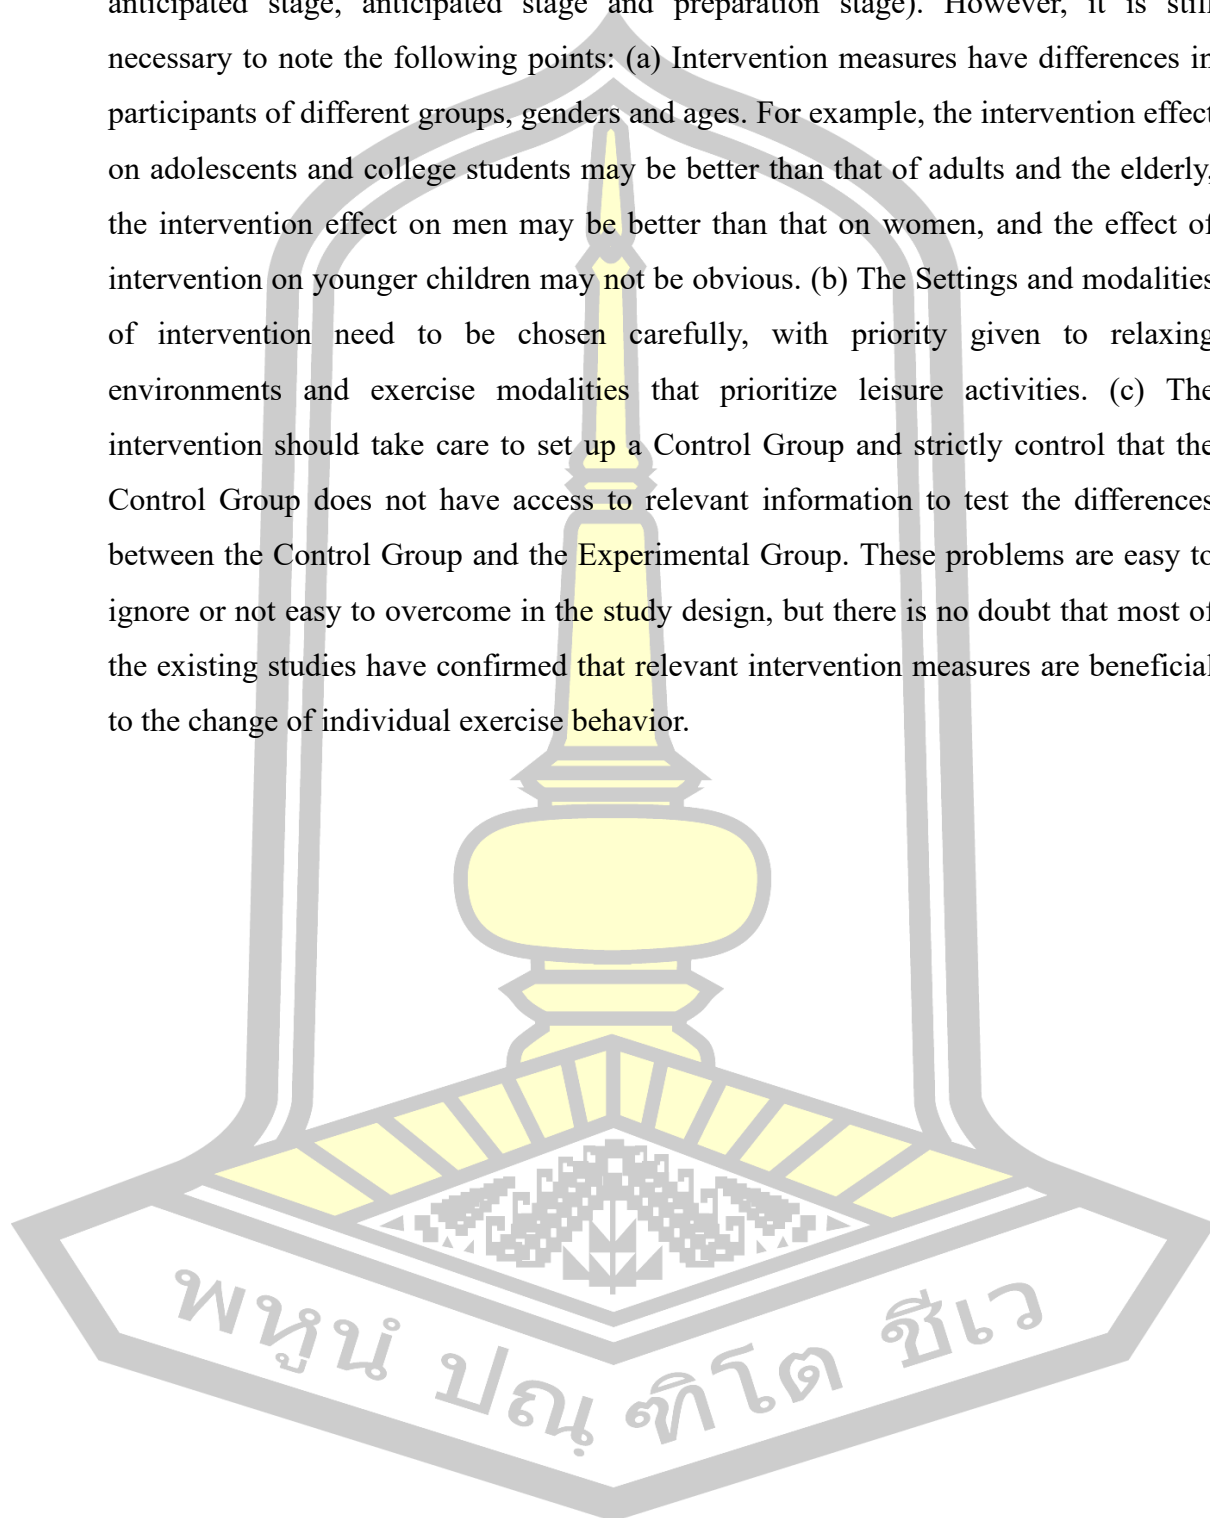 anticipated stage, anticipated stage and preparation stage). However, it is still
necessary to note the following points: (a) Intervention measures have differences in
participants of different groups, genders and ages. For example, the intervention effect
on adolescents and college students may be better than that of adults and the elderly,
the intervention effect on men may be better than that on women, and the effect of
intervention on younger children may not be obvious. (b) The Settings and modalities
of intervention need to be chosen carefully, with priority given to relaxing
environments and exercise modalities that prioritize leisure activities. (c) The
intervention should take care to set up a Control Group and strictly control that the
Control Group does not have access to relevant information to test the differences
between the Control Group and the Experimental Group. These problems are easy to
ignore or not easy to overcome in the study design, but there is no doubt that most of
the existing studies have confirmed that relevant intervention measures are beneficial
to the change of individual exercise behavior.
พหูนํ ปณฺฑิโต ชีเว